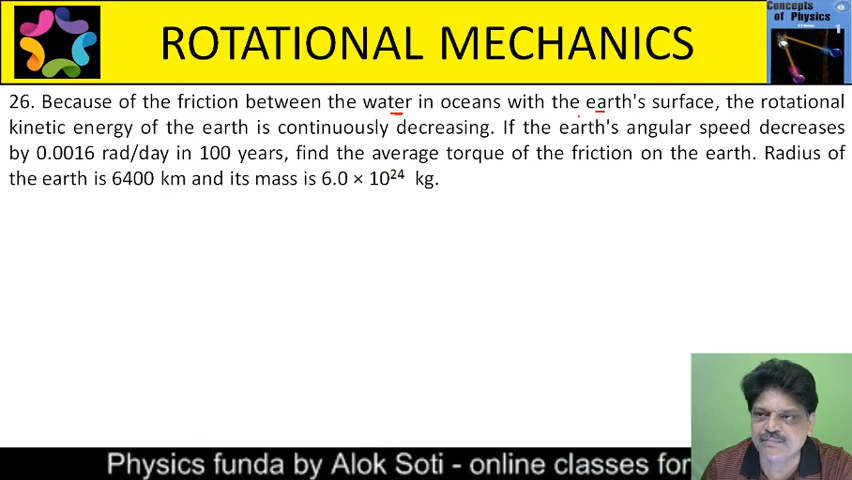 Concepts
of Physics
1
ROTATIONAL MECHANICS
26. Because of the friction between the water in oceans with the earth's surface, the rotational
kinetic energy of the earth is continuously decreasing. If the earth's angular speed decreases
by 0.0016 rad/day in 100 years, find the average torque of the friction on the earth. Radius of
the earth is 6400 km and its mass is 6.0 × 10²⁴ kg.
Physics funda by Alok Soti - online classes for